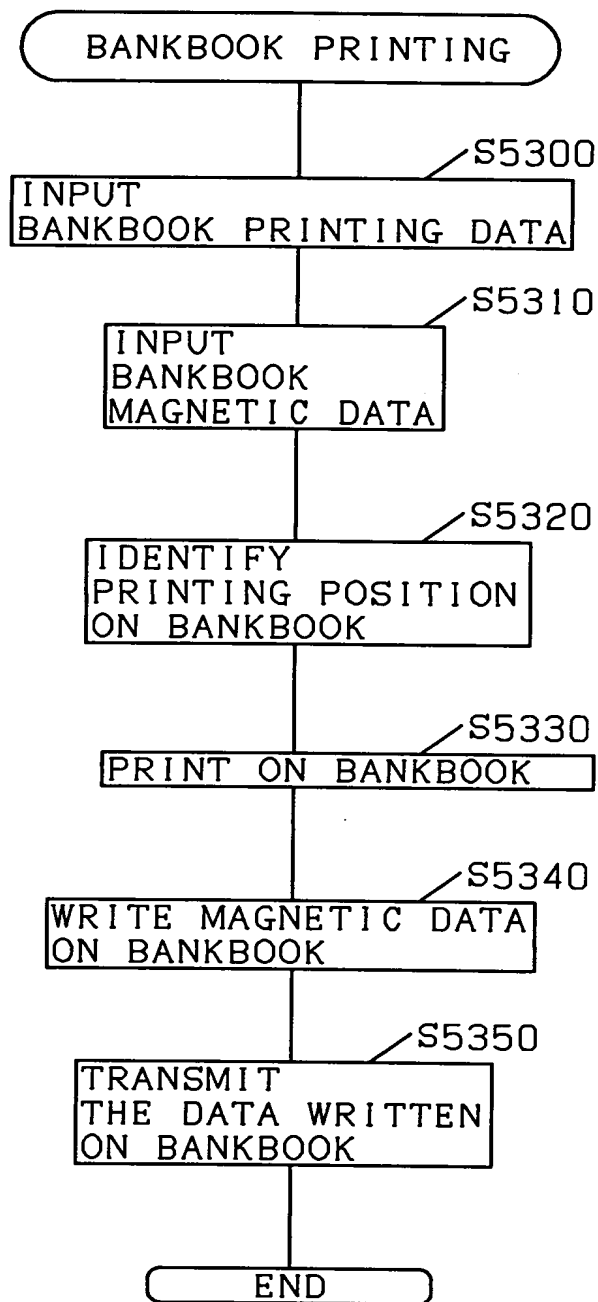 BANKBOOK PRINTING
S5300
INPUT
BANKBOOK PRINTING DATA
S5310
INPUT
BANKBOOK
MAGNETIC DATA
S5320
IDENTIFY
PRINTING POSITION
ON BANKBOOK
S5330
PRINT ON BANKBOOK
S5340
WRITE MAGNETIC DATA
ON BANKBOOK
S5350
TRANSMIT
THE DATA WRITTEN
ON BANKBOOK
END